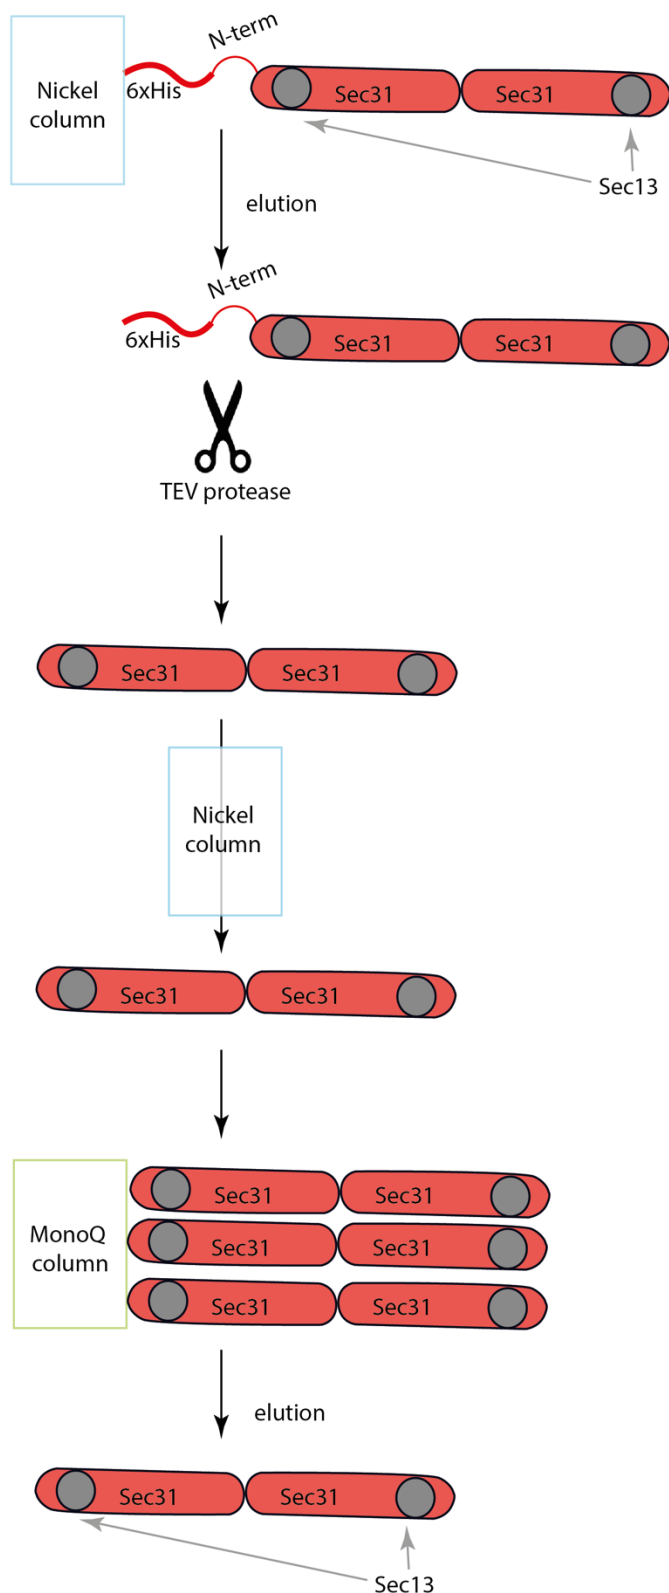 N-term
Nickel
column
6xHis
Sec31
Sec31
Sec13
elution
N-term
6xHis
Sec31
Sec31
TEV protease
Sec31
Sec31
Nickel
column
Sec31
Sec31
MonoQ
column
Sec31
Sec31
Sec31
Sec31
Sec31
Sec31
elution
Sec31
Sec31
Sec13